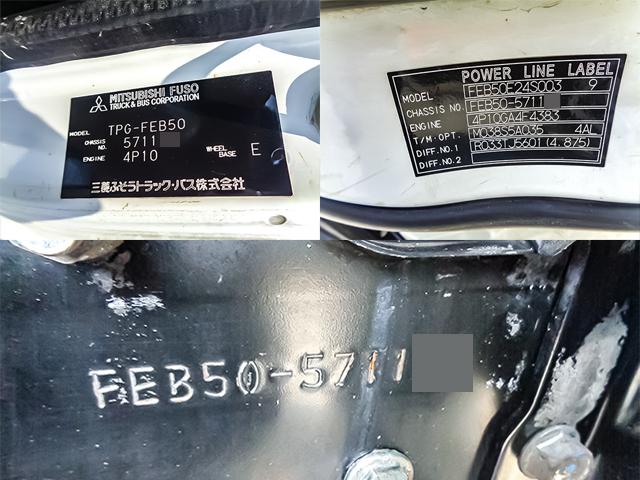 MITSUBISHI FUSO
TRUCK & BUS CORPORATION
MODEL TPG-FEB50
CHASSIS NO. 5711
ENGINE 4P10 WHEEL BASE E
三菱ふそうトラック・バス株式会社
POWER LINE LABEL
MODEL FEB50E24S003 9
CHASSIS NO. FEB50-5711
ENGINE 4P10GA4F4383
T/M・OPT. M038S5A035 4AL
DIFF.NO.1 R033TJ5601(4.875)
DIFF.NO.2
FEB50-5711